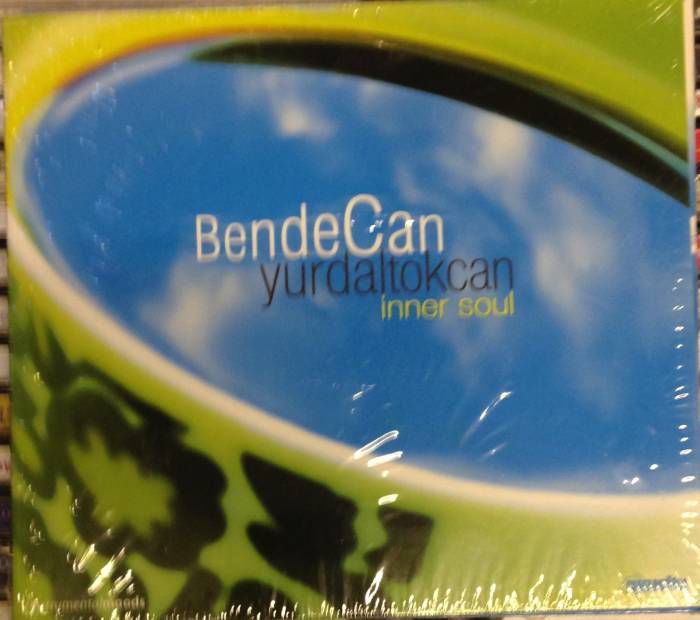 BendeCan
yurdaltokcan
inner soul